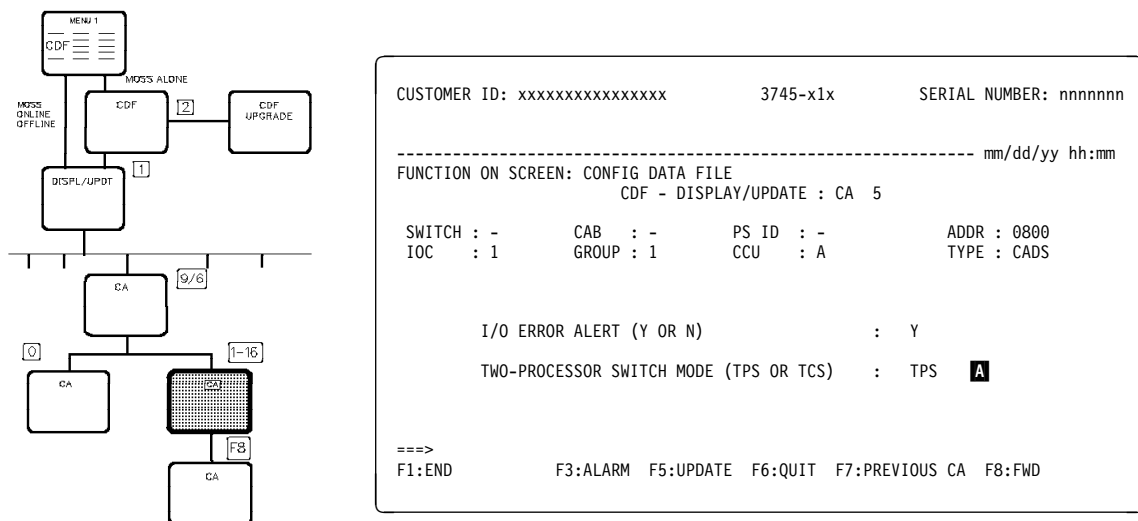 MENU 1
CDF
MOSS ALONE
MOSS
ONLINE
OFFLINE
CDF
2
CDF
UPGRADE
1
DISPL/UPDT
CA
9/6
0
1-16
CA
CA
F8
CA
CUSTOMER ID: xxxxxxxxxxxxxxxx 3745-x1x SERIAL NUMBER: nnnnnnn
-------------------------------------------------------------- mm/dd/yy hh:mm
FUNCTION ON SCREEN: CONFIG DATA FILE
CDF - DISPLAY/UPDATE : CA 5
SWITCH : - CAB : - PS ID : - ADDR : 0800
IOC : 1 GROUP : 1 CCU : A TYPE : CADS
I/O ERROR ALERT (Y OR N) : Y
TWO-PROCESSOR SWITCH MODE (TPS OR TCS) : TPS A
===>
F1:END F3:ALARM F5:UPDATE F6:QUIT F7:PREVIOUS CA F8:FWD